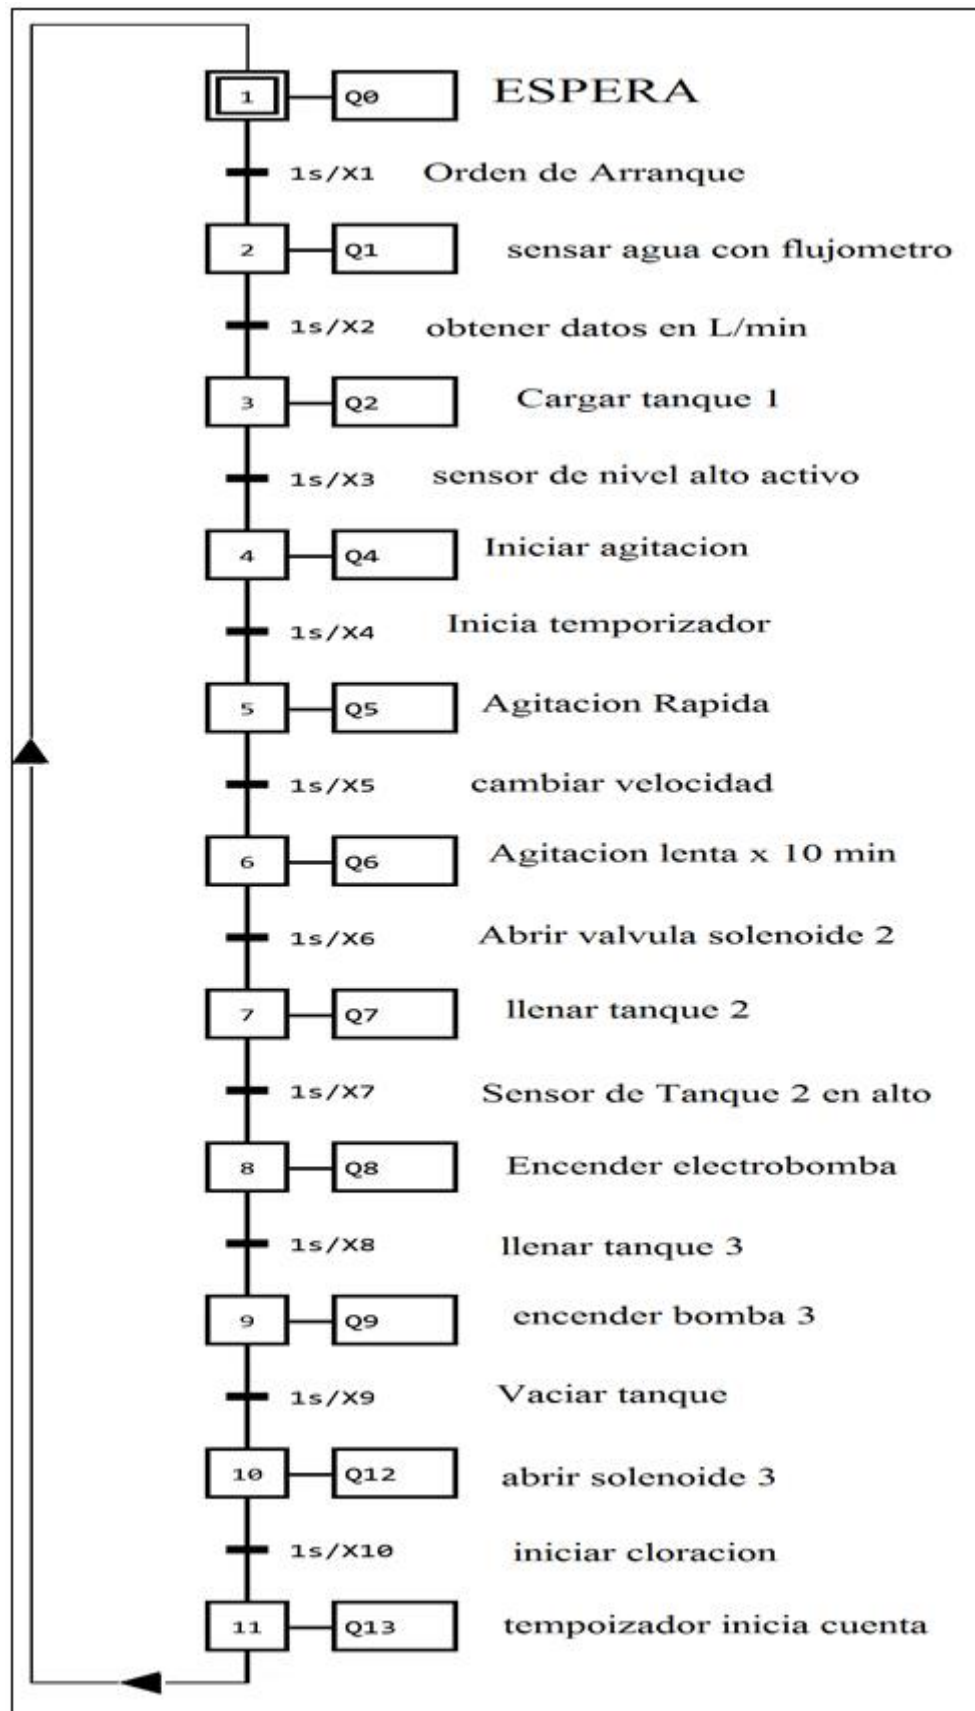 1 Q0 ESPERA
1s/X1 Orden de Arranque
2 Q1 sensar agua con flujometro
1s/X2 obtener datos en L/min
3 Q2 Cargar tanque 1
1s/X3 sensor de nivel alto activo
4 Q4 Iniciar agitacion
1s/X4 Inicia temporizador
5 Q5 Agitacion Rapida
1s/X5 cambiar velocidad
6 Q6 Agitacion lenta x 10 min
1s/X6 Abrir valvula solenoide 2
7 Q7 llenar tanque 2
1s/X7 Sensor de Tanque 2 en alto
8 Q8 Encender electrobomba
1s/X8 llenar tanque 3
9 Q9 encender bomba 3
1s/X9 Vaciar tanque
10 Q12 abrir solenoide 3
1s/X10 iniciar cloracion
11 Q13 tempoizador inicia cuenta